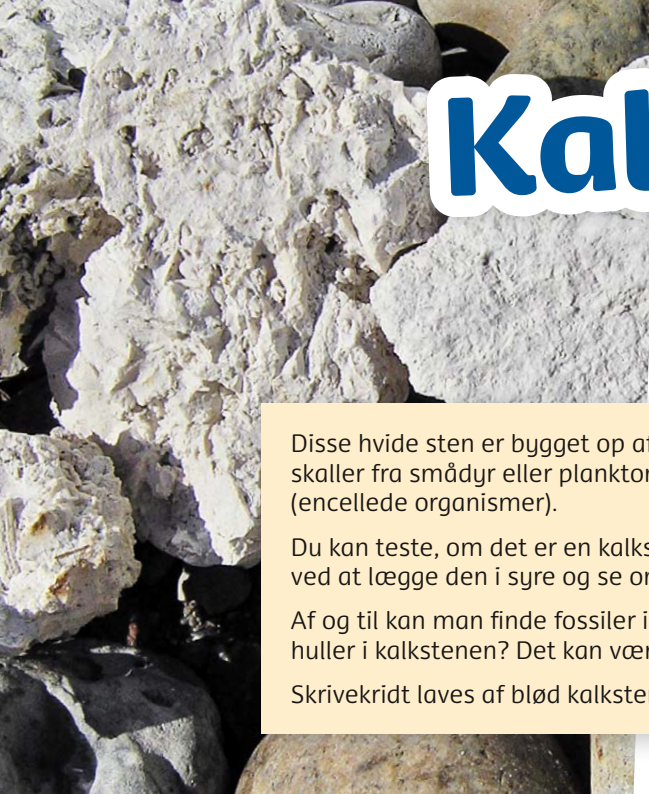 Kal
Disse hvide sten er bygget op af
skaller fra smådyr eller plankton
(encellede organismer).
Du kan teste, om det er en kalks
ved at lægge den i syre og se o
Af og til kan man finde fossiler i
huller i kalkstenen? Det kan vær
Skrivekridt laves af blød kalkste